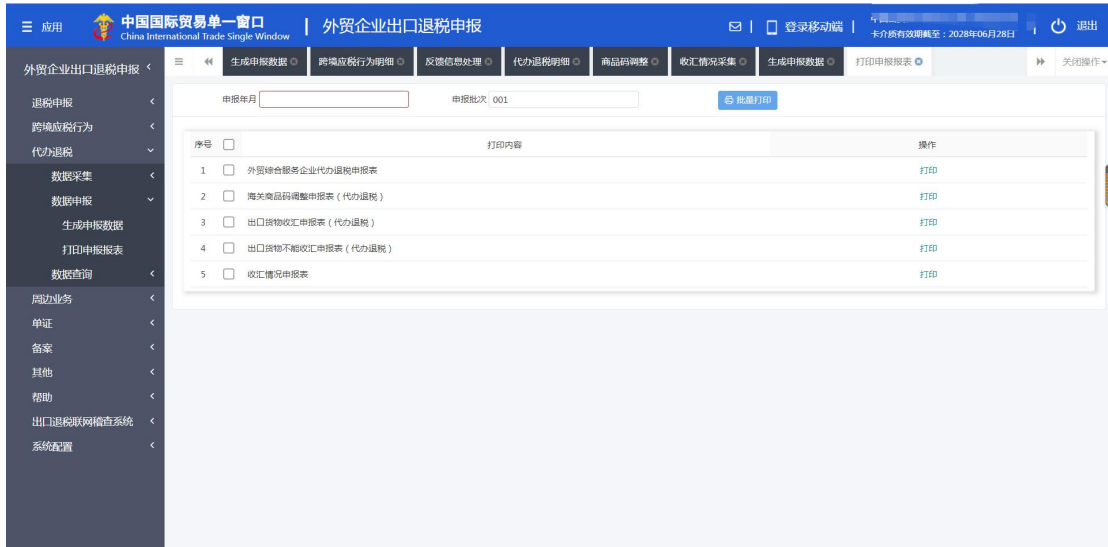 应用
中国国际贸易单一窗口
China International Trade Single Window
外贸企业出口退税申报
登录移动端
卡介质有效期截至：2028年06月28日
退出
外贸企业出口退税申报
生成申报数据
跨境应税行为明细
反馈信息处理
代办退税明细
商品码调整
收汇情况采集
生成申报数据
打印申报报表
关闭操作
退税申报
跨境应税行为
代办退税
数据采集
数据申报
生成申报数据
打印申报报表
数据查询
周边业务
单证
备案
其他
帮助
出口退税联网稽查系统
系统配置
申报年月
申报批次 001
批量打印
序号 打印内容 操作
1 外贸综合服务企业代办退税申报表 打印
2 海关商品码调整申报表（代办退税） 打印
3 出口货物收汇申报表（代办退税） 打印
4 出口货物不能收汇申报表（代办退税） 打印
5 收汇情况申报表 打印